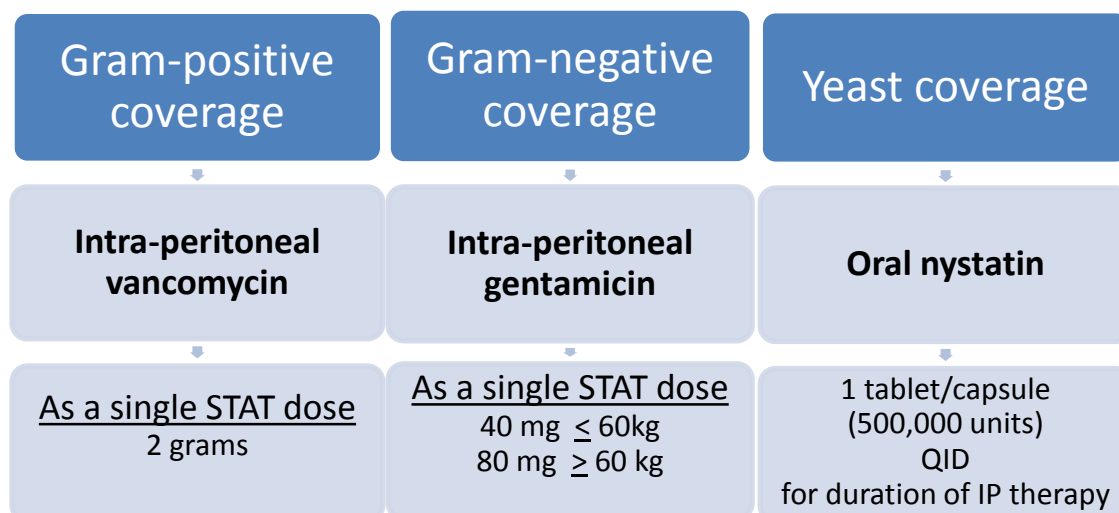 Gram-positive
coverage
Intra-peritoneal
vancomycin
As a single STAT dose
2 grams
Gram-negative
coverage
Intra-peritoneal
gentamicin
As a single STAT dose
40 mg ≤ 60kg
80 mg ≥ 60 kg
Yeast coverage
Oral nystatin
1 tablet/capsule
(500,000 units)
QID
for duration of IP therapy